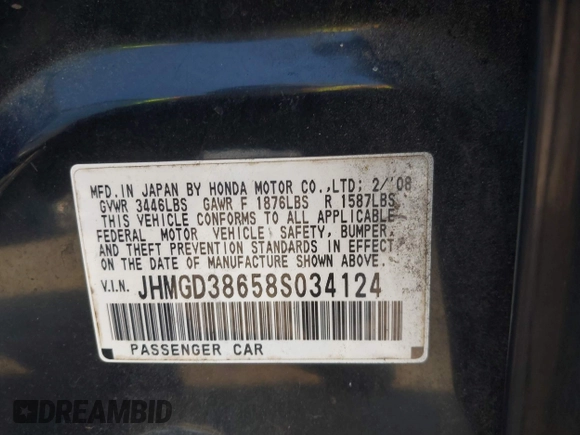 MFD. IN JAPAN BY HONDA MOTOR CO.,LTD; 2/'08
GVWR 3446LBS GAWR F 1876LBS R 1587LBS
THIS VEHICLE CONFORMS TO ALL APPLICABLE
FEDERAL MOTOR VEHICLE SAFETY, BUMPER,
AND THEFT PREVENTION STANDARDS IN EFFECT
ON THE DATE OF MANUFACTURE SHOWN ABOVE.
V.I.N. JHMGD38658S034124
PASSENGER CAR
DREAMBID